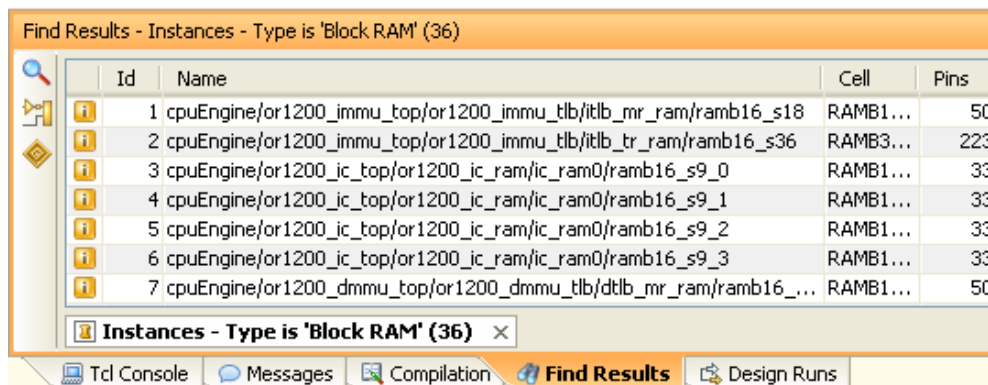 Find Results - Instances - Type is 'Block RAM' (36)
Id Name Cell Pins
1 cpuEngine/or1200_immu_top/or1200_immu_tlb/itlb_mr_ram/ramb16_s18 RAMB1... 50
2 cpuEngine/or1200_immu_top/or1200_immu_tlb/itlb_tr_ram/ramb16_s36 RAMB3... 223
3 cpuEngine/or1200_ic_top/or1200_ic_ram/ic_ram0/ramb16_s9_0 RAMB1... 33
4 cpuEngine/or1200_ic_top/or1200_ic_ram/ic_ram0/ramb16_s9_1 RAMB1... 33
5 cpuEngine/or1200_ic_top/or1200_ic_ram/ic_ram0/ramb16_s9_2 RAMB1... 33
6 cpuEngine/or1200_ic_top/or1200_ic_ram/ic_ram0/ramb16_s9_3 RAMB1... 33
7 cpuEngine/or1200_dmmu_top/or1200_dmmu_tlb/dtlb_mr_ram/ramb16_... RAMB1... 50
Instances - Type is 'Block RAM' (36)
Tcl Console Messages Compilation Find Results Design Runs